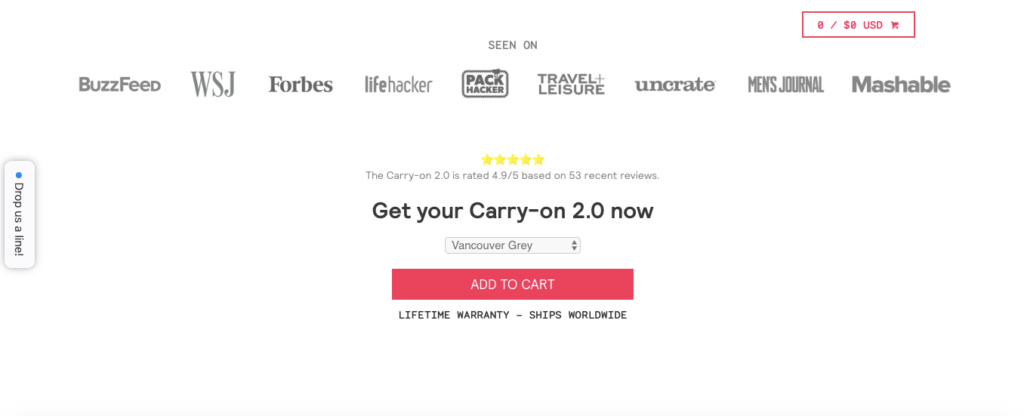 0 / $0 USD
SEEN ON
BuzzFeed WSJ Forbes lifehacker PACK HACKER TRAVEL+ LEISURE uncrate MEN'S JOURNAL Mashable
The Carry-on 2.0 is rated 4.9/5 based on 53 recent reviews.
Drop us a line!
Get your Carry-on 2.0 now
Vancouver Grey
ADD TO CART
LIFETIME WARRANTY – SHIPS WORLDWIDE